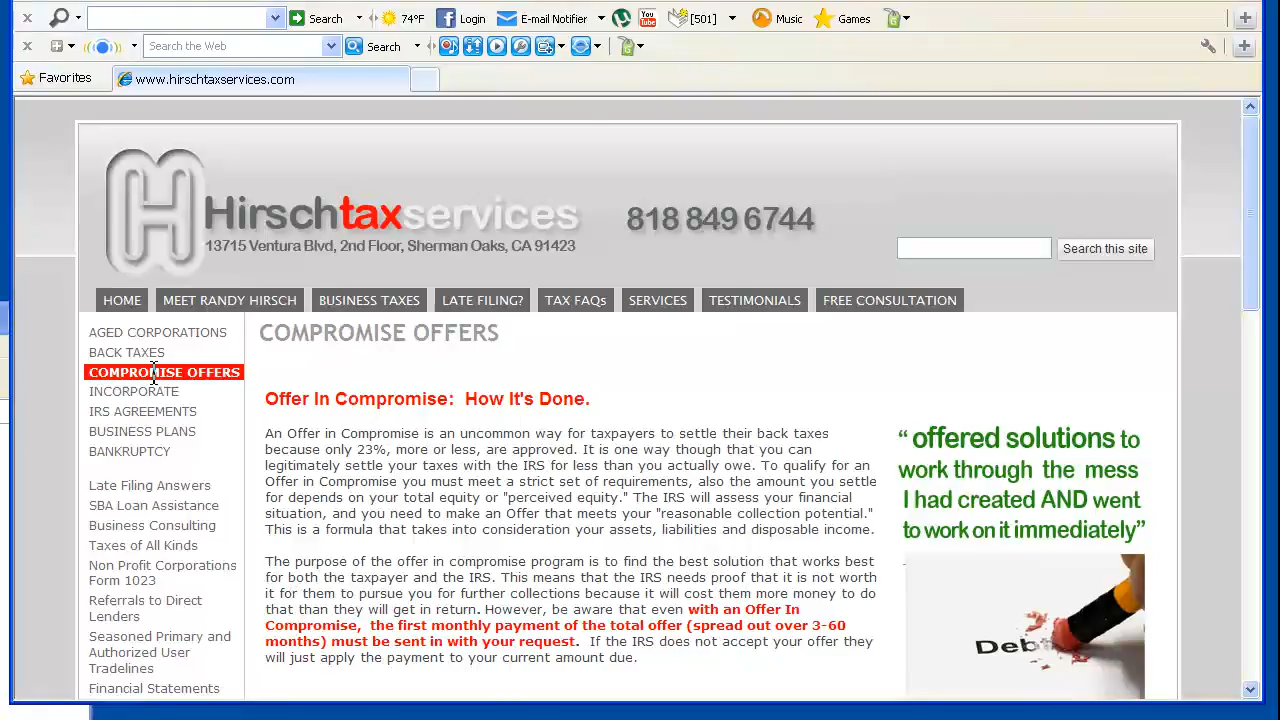 Search
74°F
Login
E-mail Notifier
You Tube
[501]
Music
Games
Search the Web
Search
Favorites
www.hirschtaxservices.com
Hirschtaxservices
818 849 6744
13715 Ventura Blvd, 2nd Floor, Sherman Oaks, CA 91423
Search this site
HOME
MEET RANDY HIRSCH
BUSINESS TAXES
LATE FILING?
TAX FAQs
SERVICES
TESTIMONIALS
FREE CONSULTATION
AGED CORPORATIONS
BACK TAXES
COMPROMISE OFFERS
INCORPORATE
IRS AGREEMENTS
BUSINESS PLANS
BANKRUPTCY
Late Filing Answers
SBA Loan Assistance
Business Consulting
Taxes of All Kinds
Non Profit Corporations
Form 1023
Referrals to Direct
Lenders
Seasoned Primary and
Authorized User
Tradelines
Financial Statements
COMPROMISE OFFERS
Offer In Compromise: How It's Done.
An Offer in Compromise is an uncommon way for taxpayers to settle their back taxes
because only 23%, more or less, are approved. It is one way though that you can
legitimately settle your taxes with the IRS for less than you actually owe. To qualify for an
Offer in Compromise you must meet a strict set of requirements, also the amount you settle
for depends on your total equity or "perceived equity." The IRS will assess your financial
situation, and you need to make an Offer that meets your "reasonable collection potential."
This is a formula that takes into consideration your assets, liabilities and disposable income.
The purpose of the offer in compromise program is to find the best solution that works best
for both the taxpayer and the IRS. This means that the IRS needs proof that it is not worth
it for them to pursue you for further collections because it will cost them more money to do
that than they will get in return. However, be aware that even with an Offer In
Compromise, the first monthly payment of the total offer (spread out over 3-60
months) must be sent in with your request. If the IRS does not accept your offer they
will just apply the payment to your current amount due.
“ offered solutions to
work through the mess
I had created AND went
to work on it immediately”
Deb